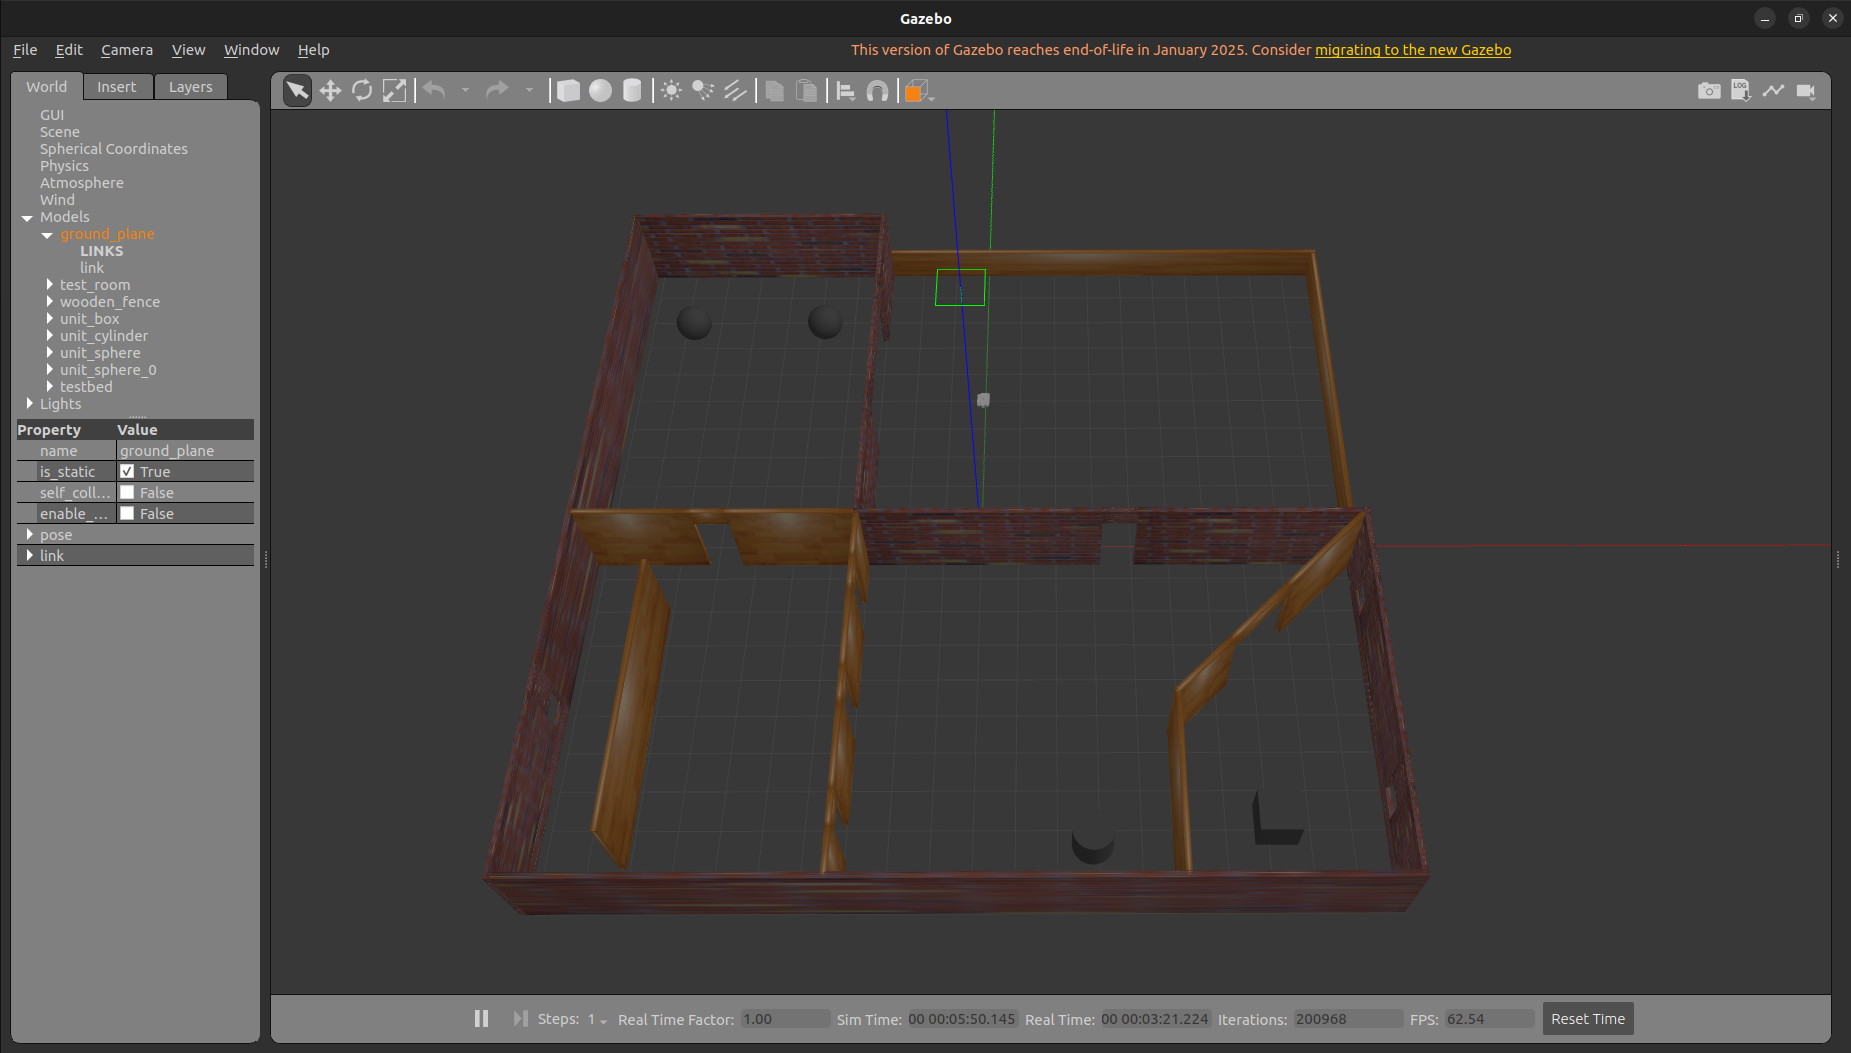 Gazebo
File Edit Camera View Window Help
This version of Gazebo reaches end-of-life in January 2025. Consider migrating to the new Gazebo
World Insert Layers
LOG
GUI
Scene
Spherical Coordinates
Physics
Atmosphere
Wind
Models
ground_plane
LINKS
link
test_room
wooden_fence
unit_box
unit_cylinder
unit_sphere
unit_sphere_0
testbed
Lights
Property Value
name ground_plane
is_static True
self_coll... False
enable_... False
pose
link
Steps: 1 Real Time Factor: 1.00 Sim Time: 00 00:05:50.145 Real Time: 00 00:03:21.224 Iterations: 200968 FPS: 62.54 Reset TIme